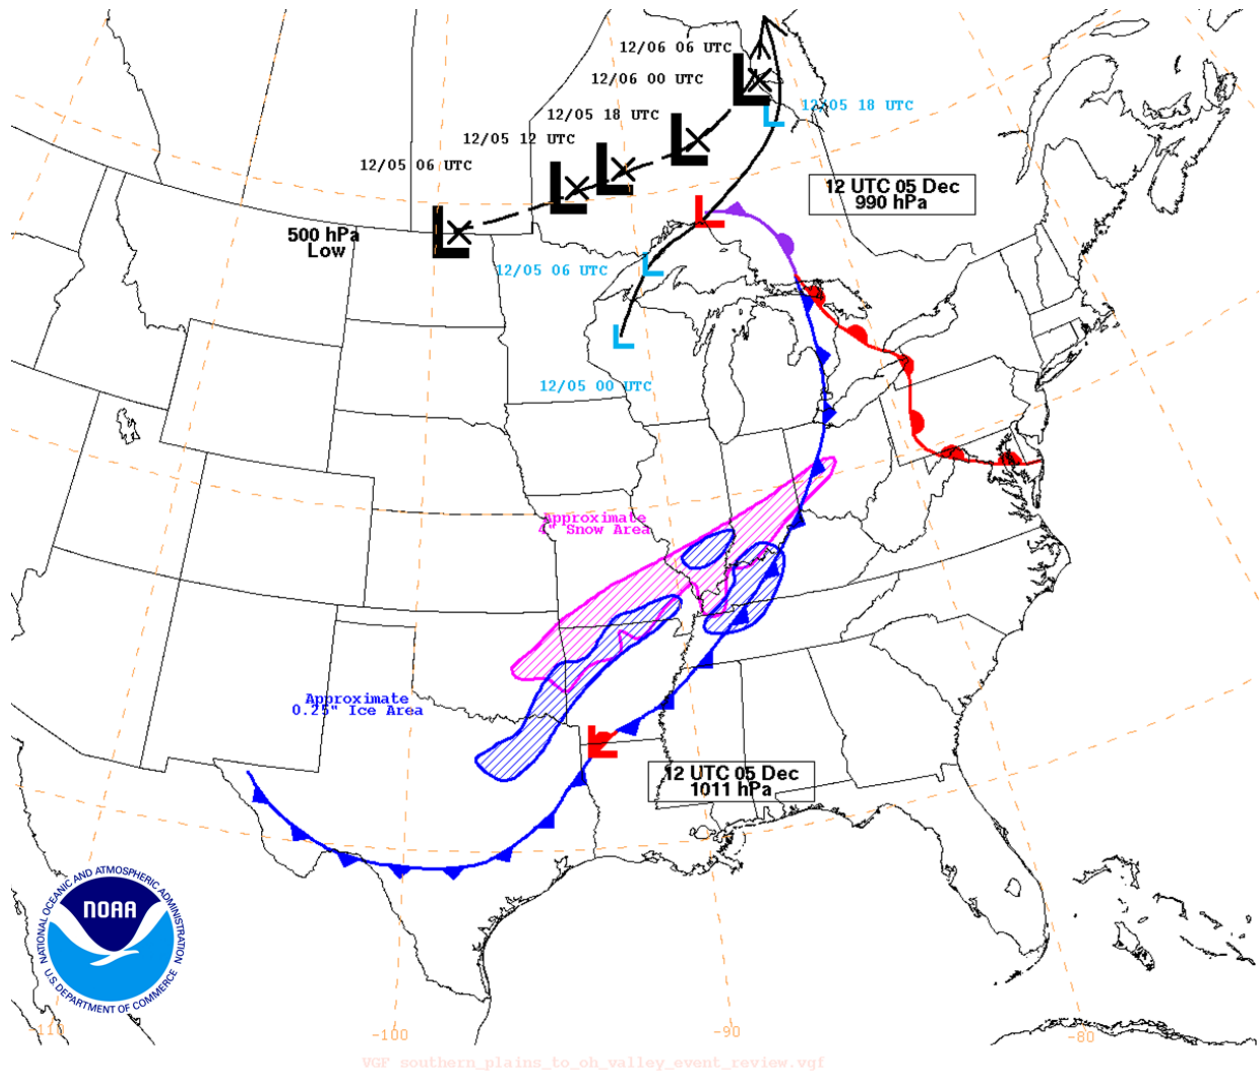 12/06 06 UTC
12/06 00 UTC
12/05 18 UTC
12/05 18 UTC
12/05 12 UTC
12/05 06 UTC
12 UTC 05 Dec
990 hPa
500 hPa
Low
12/05 06 UTC
12/05 00 UTC
Approximate
4" Snow Area
Approximate
0.25" Ice Area
12 UTC 05 Dec
1011 hPa
NATIONAL OCEANIC AND ATMOSPHERIC ADMINISTRATION
NOAA
U.S. DEPARTMENT OF COMMERCE
-110
-100
-90
-80
VGF southern_plains_to_oh_valley_event_review.vgf